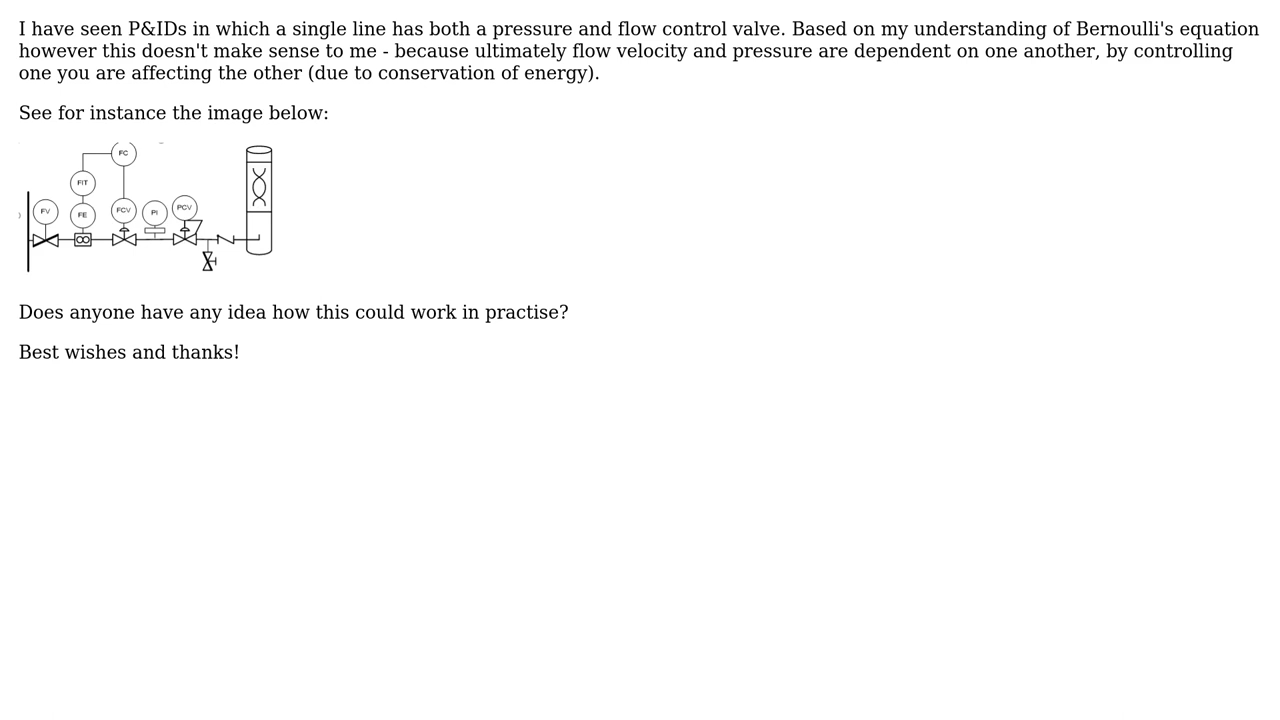 I have seen P&IDs in which a single line has both a pressure and flow control valve. Based on my understanding of Bernoulli's equation
however this doesn't make sense to me - because ultimately flow velocity and pressure are dependent on one another, by controlling
one you are affecting the other (due to conservation of energy).
See for instance the image below:
FC
FIT
FV
FE
FCV
PI
PCV
Does anyone have any idea how this could work in practise?
Best wishes and thanks!